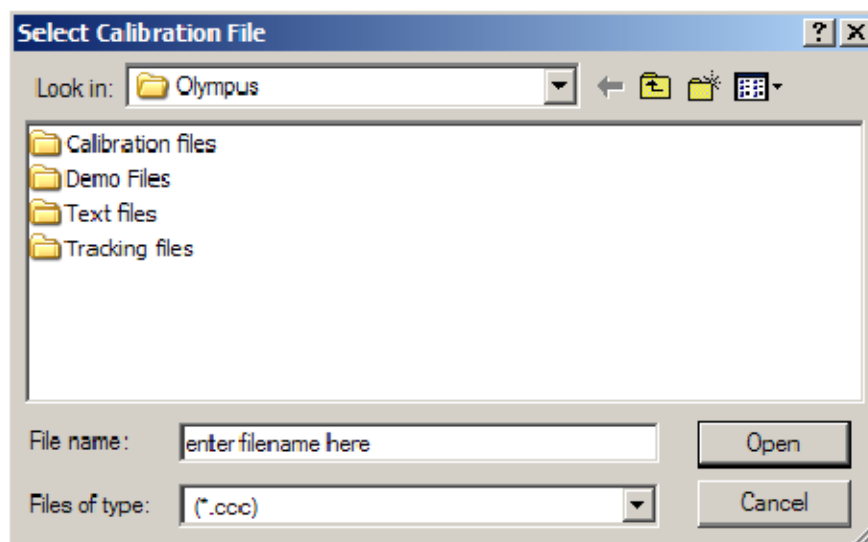 Select Calibration File
Look in: Olympus
Calibration files
Demo Files
Text files
Tracking files
File name: enter filename here Open
Files of type: (*.ccc) Cancel